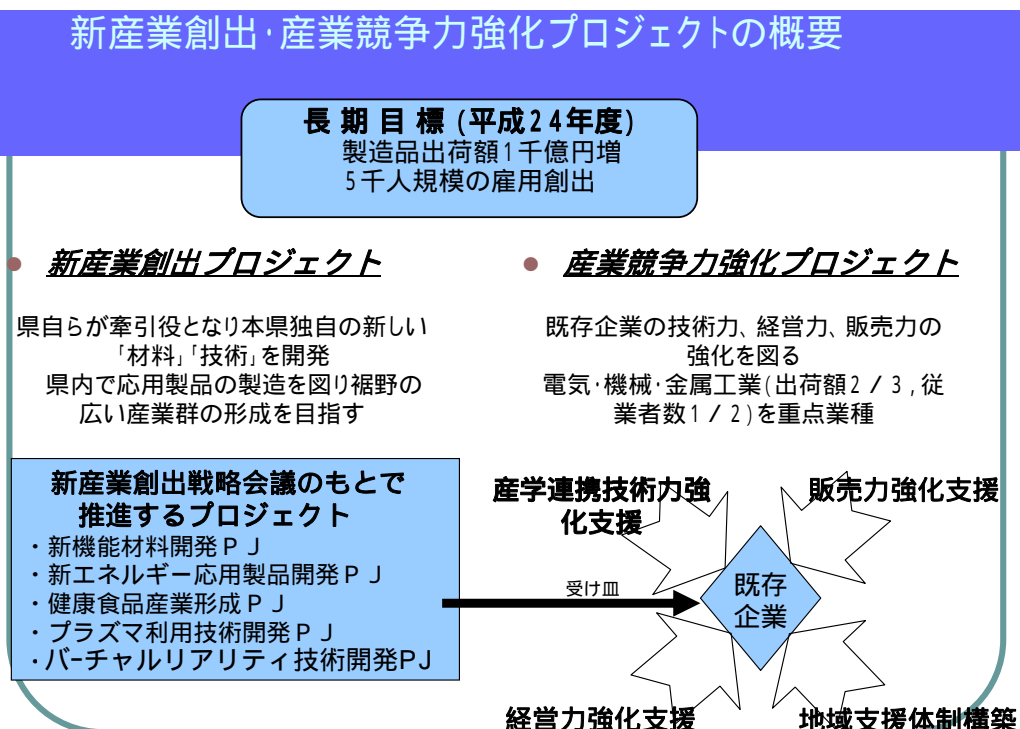 新産業創出･産業競争力強化プロジェクトの概要
長 期 目 標 (平成24年度)
製造品出荷額1千億円増
5千人規模の雇用創出
● 新産業創出プロジェクト
県自らが牽引役となり本県独自の新しい
｢材料｣｢技術｣を開発
県内で応用製品の製造を図り裾野の
広い産業群の形成を目指す
● 産業競争力強化プロジェクト
既存企業の技術力、経営力、販売力の
強化を図る
電気･機械･金属工業(出荷額2／3,従
業者数1／2)を重点業種
新産業創出戦略会議のもとで
推進するプロジェクト
・新機能材料開発ＰＪ
・新エネルギー応用製品開発ＰＪ
・健康食品産業形成ＰＪ
・プラズマ利用技術開発ＰＪ
・バーチャルリアリティ技術開発PJ
産学連携技術力強
化支援
販売力強化支援
受け皿
既存
企業
経営力強化支援
地域支援体制構築